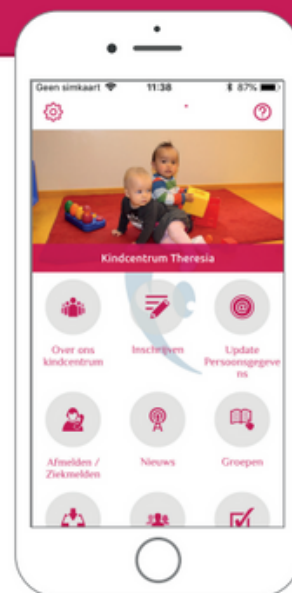 Geen simkaart 11:38 87%
Kindcentrum Theresia
Over ons
kindcentrum
Inschrijven
Update
Persoonsgegeve
ns
Afmelden /
Ziekmelden
Nieuws
Groepen